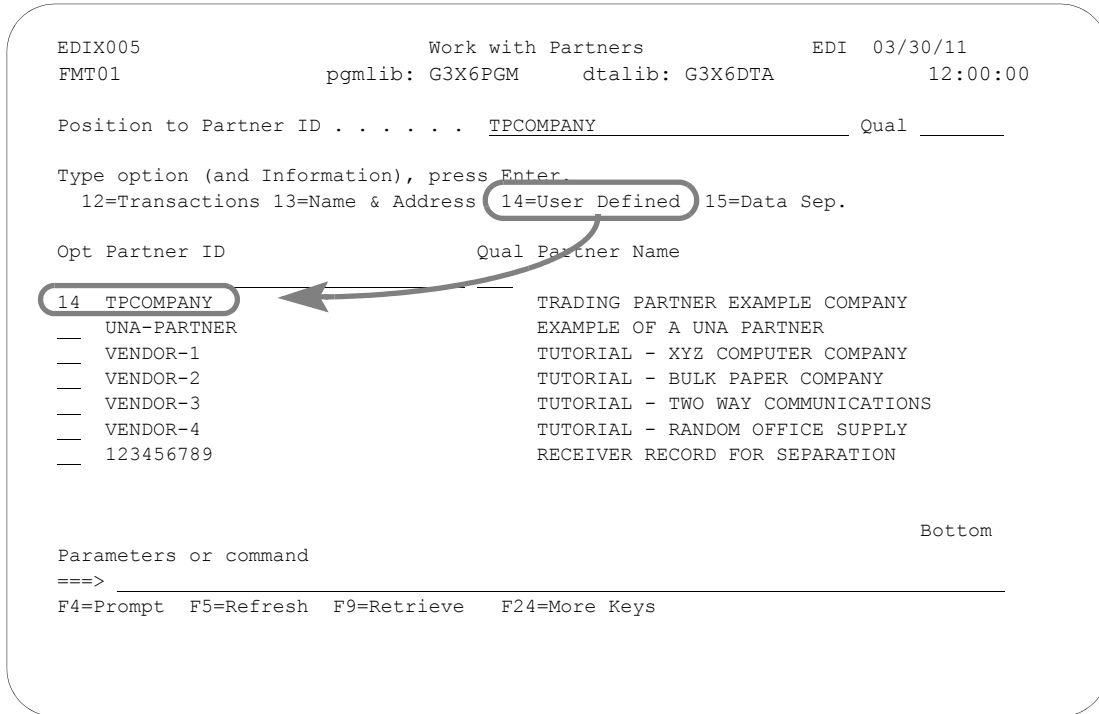 EDIX005 Work with Partners EDI 03/30/11
FMT01 pgmlib: G3X6PGM dtalib: G3X6DTA 12:00:00
Position to Partner ID . . . . . . TPCOMPANY Qual
Type option (and Information), press Enter.
12=Transactions 13=Name & Address 14=User Defined 15=Data Sep.
Opt Partner ID Qual Partner Name
14 TPCOMPANY TRADING PARTNER EXAMPLE COMPANY
UNA-PARTNER EXAMPLE OF A UNA PARTNER
VENDOR-1 TUTORIAL - XYZ COMPUTER COMPANY
VENDOR-2 TUTORIAL - BULK PAPER COMPANY
VENDOR-3 TUTORIAL - TWO WAY COMMUNICATIONS
VENDOR-4 TUTORIAL - RANDOM OFFICE SUPPLY
123456789 RECEIVER RECORD FOR SEPARATION
Bottom
Parameters or command
===>
F4=Prompt F5=Refresh F9=Retrieve F24=More Keys